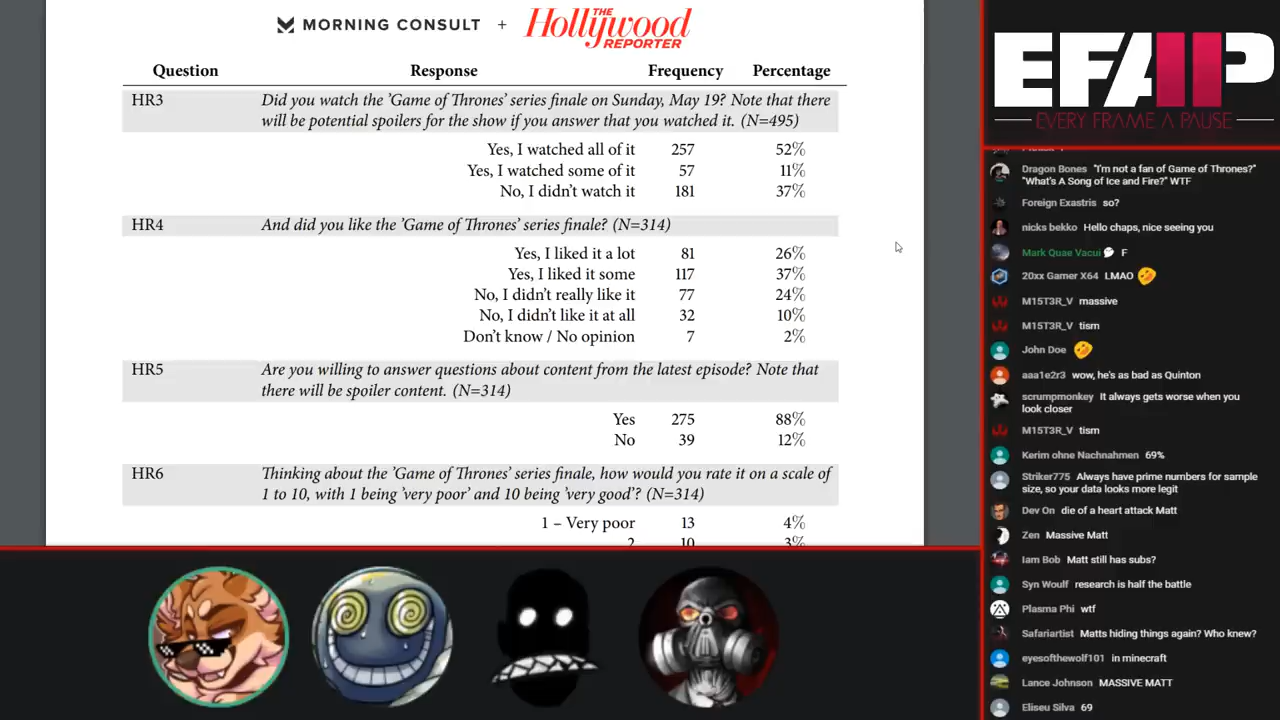 MORNING CONSULT + THE Hollywood REPORTER
Question Response Frequency Percentage
HR3 Did you watch the 'Game of Thrones' series finale on Sunday, May 19? Note that there
will be potential spoilers for the show if you answer that you watched it. (N=495)
Yes, I watched all of it 257 52%
Yes, I watched some of it 57 11%
No, I didn't watch it 181 37%
HR4 And did you like the 'Game of Thrones' series finale? (N=314)
Yes, I liked it a lot 81 26%
Yes, I liked it some 117 37%
No, I didn't really like it 77 24%
No, I didn't like it at all 32 10%
Don't know / No opinion 7 2%
HR5 Are you willing to answer questions about content from the latest episode? Note that
there will be spoiler content. (N=314)
Yes 275 88%
No 39 12%
HR6 Thinking about the 'Game of Thrones' series finale, how would you rate it on a scale of
1 to 10, with 1 being 'very poor' and 10 being 'very good'? (N=314)
1 – Very poor 13 4%
2 10 3%
EFAP
EVERY FRAME A PAUSE
Dragon Bones "I'm not a fan of Game of Thrones?"
"What's A Song of Ice and Fire?" WTF
Foreign Exastris so?
nicks bekko Hello chaps, nice seeing you
Mark Quae Vacui F
20xx Gamer X64 LMAO
M15T3R_V massive
M15T3R_V tism
John Doe
aaa1e2r3 wow, he's as bad as Quinton
scrumpmonkey It always gets worse when you
look closer
M15T3R_V tism
Kerim ohne Nachnahmen 69%
Striker775 Always have prime numbers for sample
size, so your data looks more legit
Dev On die of a heart attack Matt
Zen Massive Matt
Iam Bob Matt still has subs?
Syn Woulf research is half the battle
Plasma Phi wtf
Safariartist Matts hiding things again? Who knew?
eyesofthewolf101 in minecraft
Lance Johnson MASSIVE MATT
Eliseu Silva 69